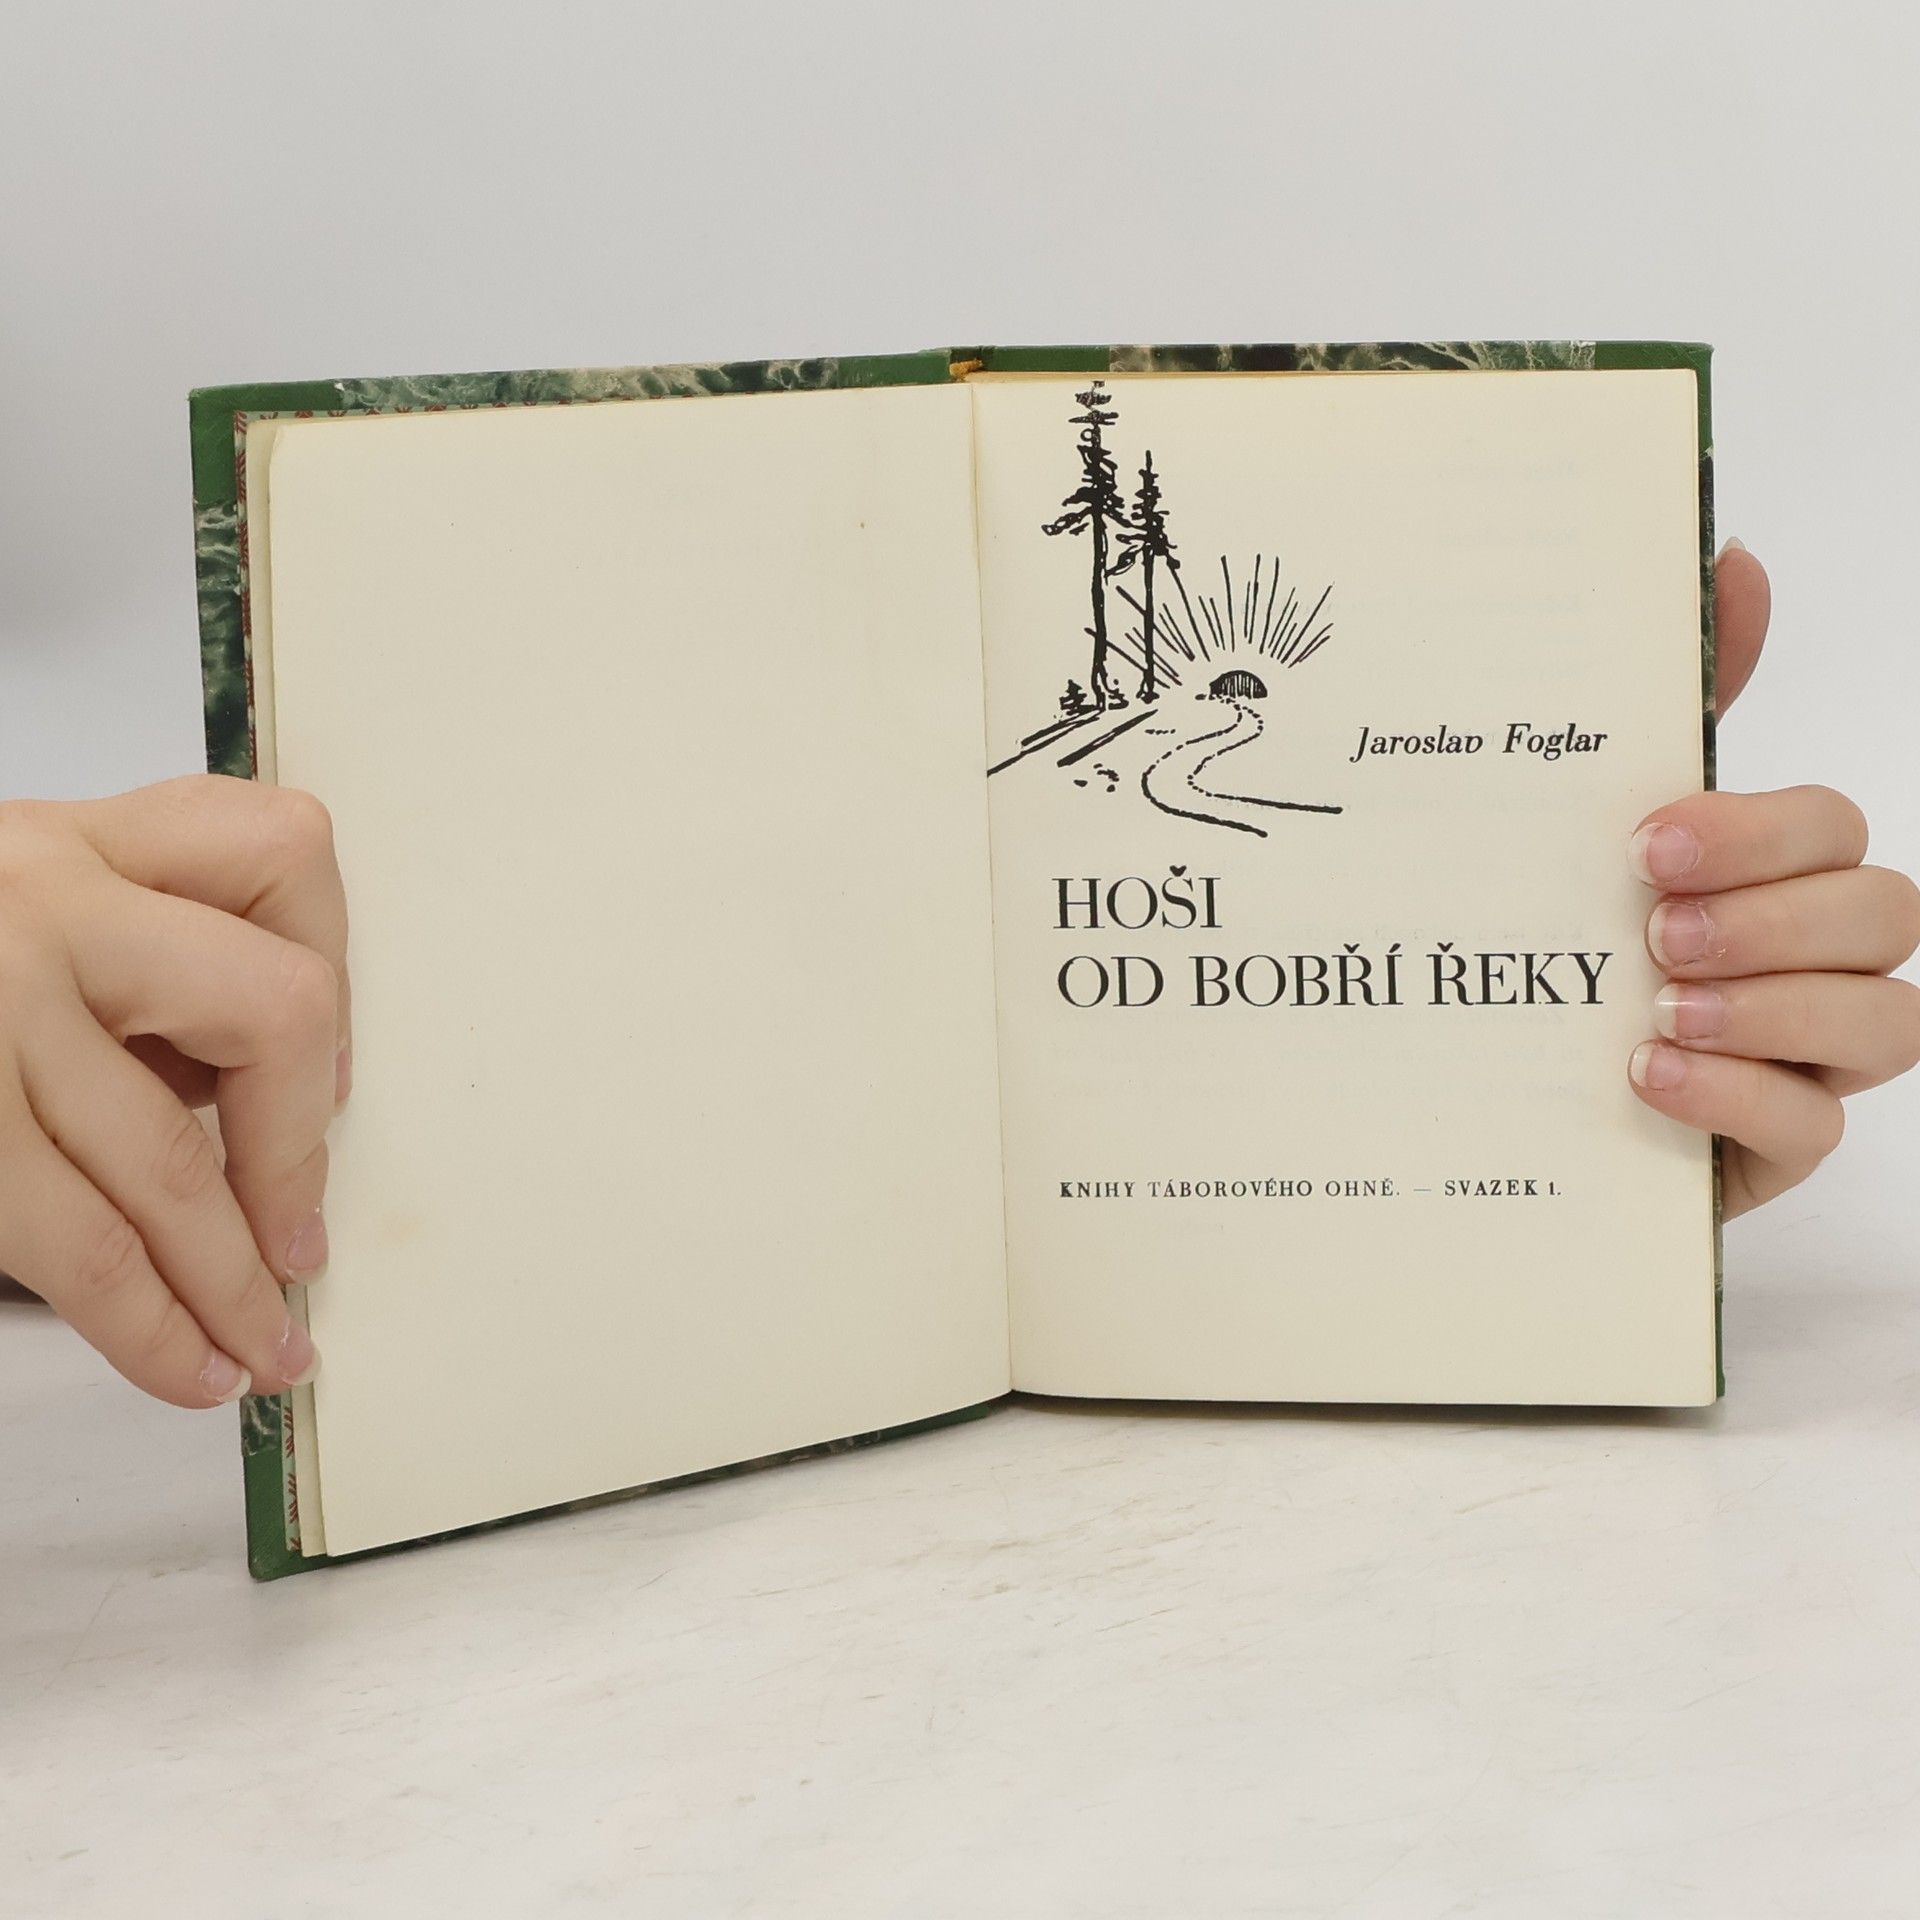 Jaroslav Foglar
HOŠI
OD BOBŘÍ ŘEKY
KNIHY TÁBOROVÉHO OHNĚ. — SVAZEK 1.